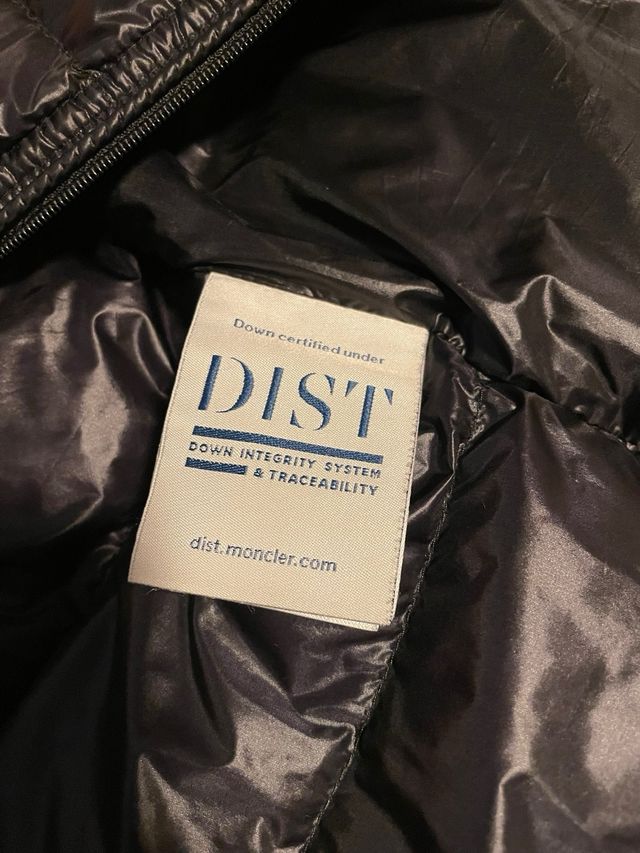 Down certified under
DIST
DOWN INTEGRITY SYSTEM
& TRACEABILITY
dist.moncler.com